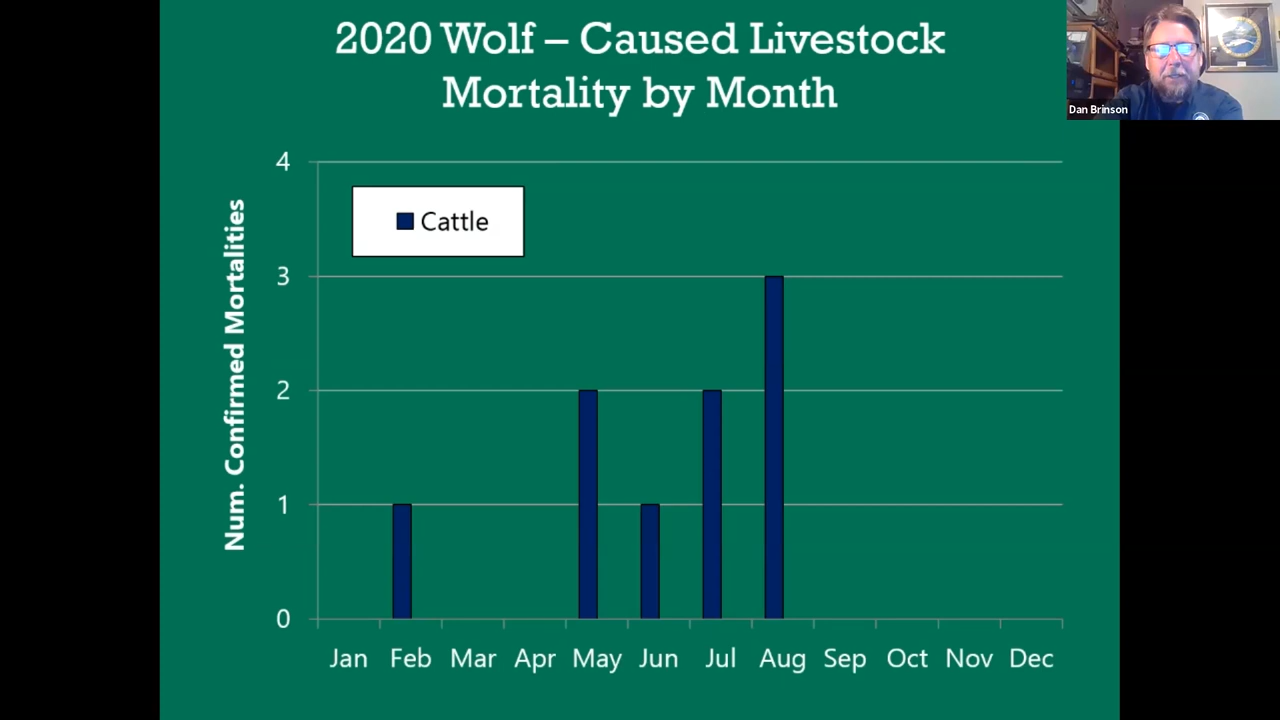 2020 Wolf – Caused Livestock
Mortality by Month
Dan Brinson
Num. Confirmed Mortalities
4
3
2
1
0
Cattle
Jan Feb Mar Apr May Jun Jul Aug Sep Oct Nov Dec